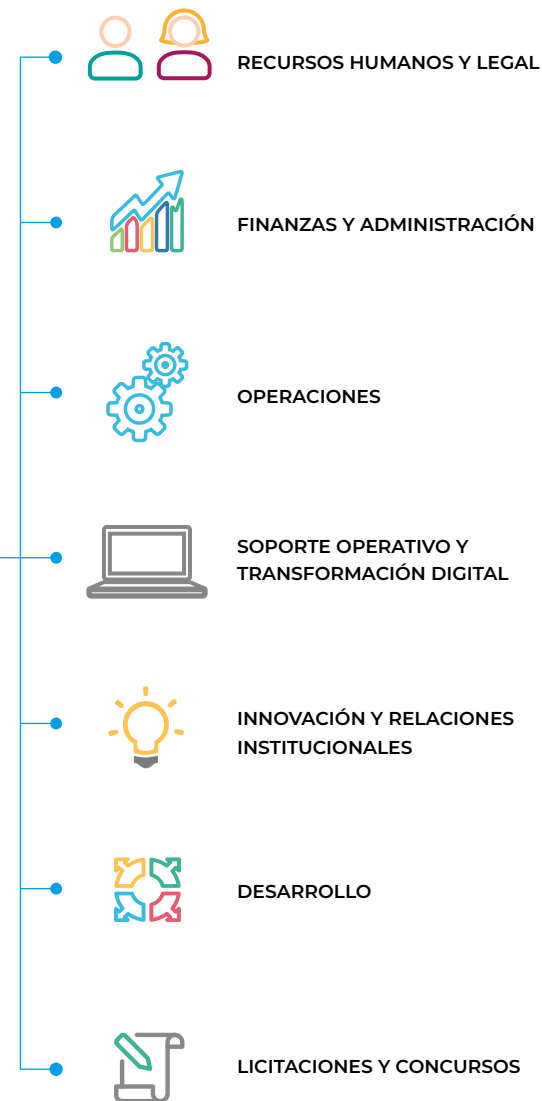 RECURSOS HUMANOS Y LEGAL
FINANZAS Y ADMINISTRACIÓN
OPERACIONES
SOPORTE OPERATIVO Y
TRANSFORMACIÓN DIGITAL
INNOVACIÓN Y RELACIONES
INSTITUCIONALES
DESARROLLO
LICITACIONES Y CONCURSOS